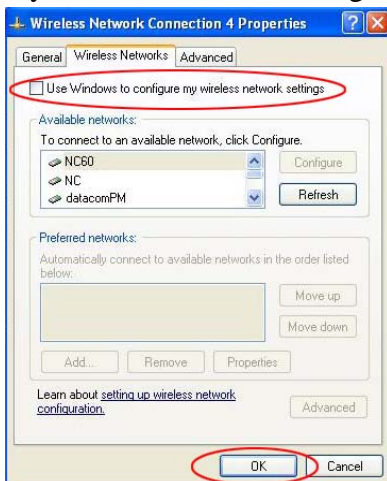 Wireless Network Connection 4 Properties
General Wireless Networks Advanced
Use Windows to configure my wireless network settings
Available networks:
To connect to an available network, click Configure.
NC60
NC
datacomPM
Configure
Refresh
Preferred networks:
Automatically connect to available networks in the order listed
below:
Move up
Move down
Add... Remove Properties
Learn about setting up wireless network
configuration.
Advanced
OK Cancel